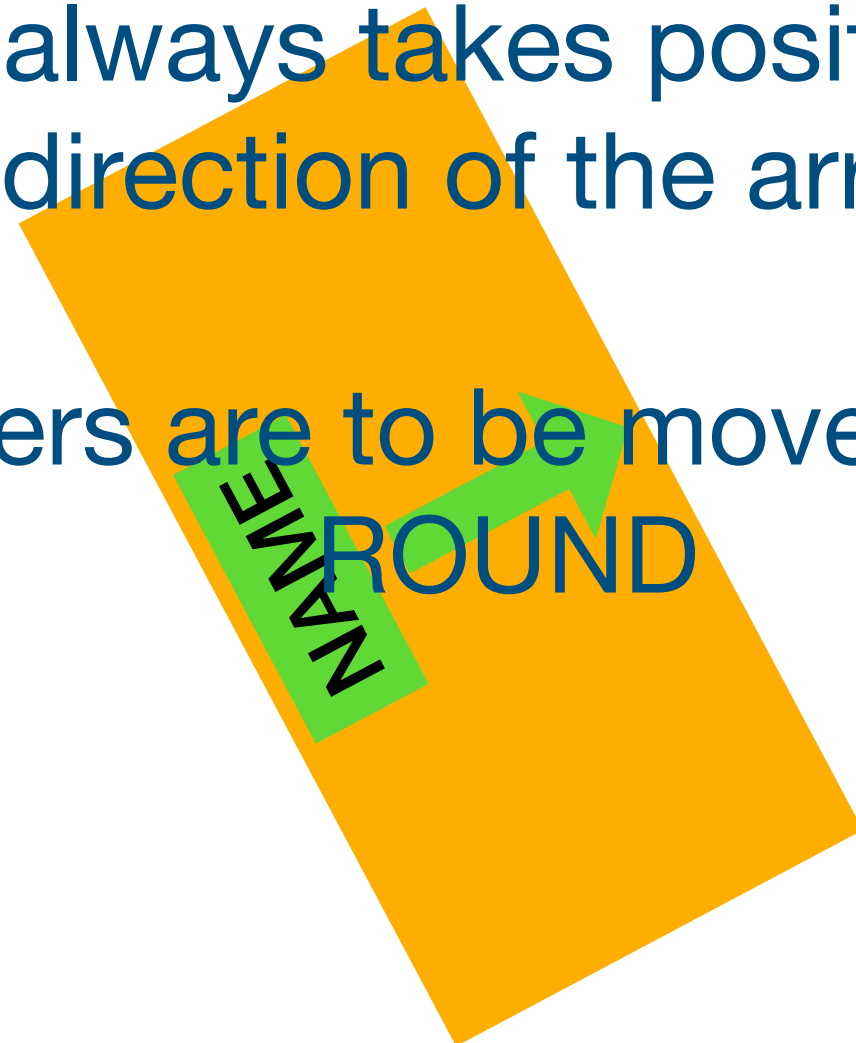 always takes posit
direction of the arr
ers are to be move
ROUND
NAME